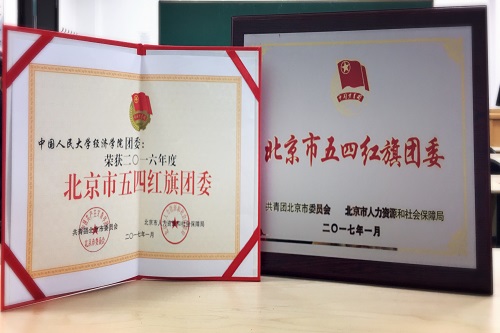 中国人民大学经济学院团委：
荣获二〇一六年度
北京市五四红旗团委
共青团北京市委员会 北京市人力资源和社会保障局
二〇一七年一月
北京市五四红旗团委
共青团北京市委员会 北京市人力资源和社会保障局
二〇一七年一月